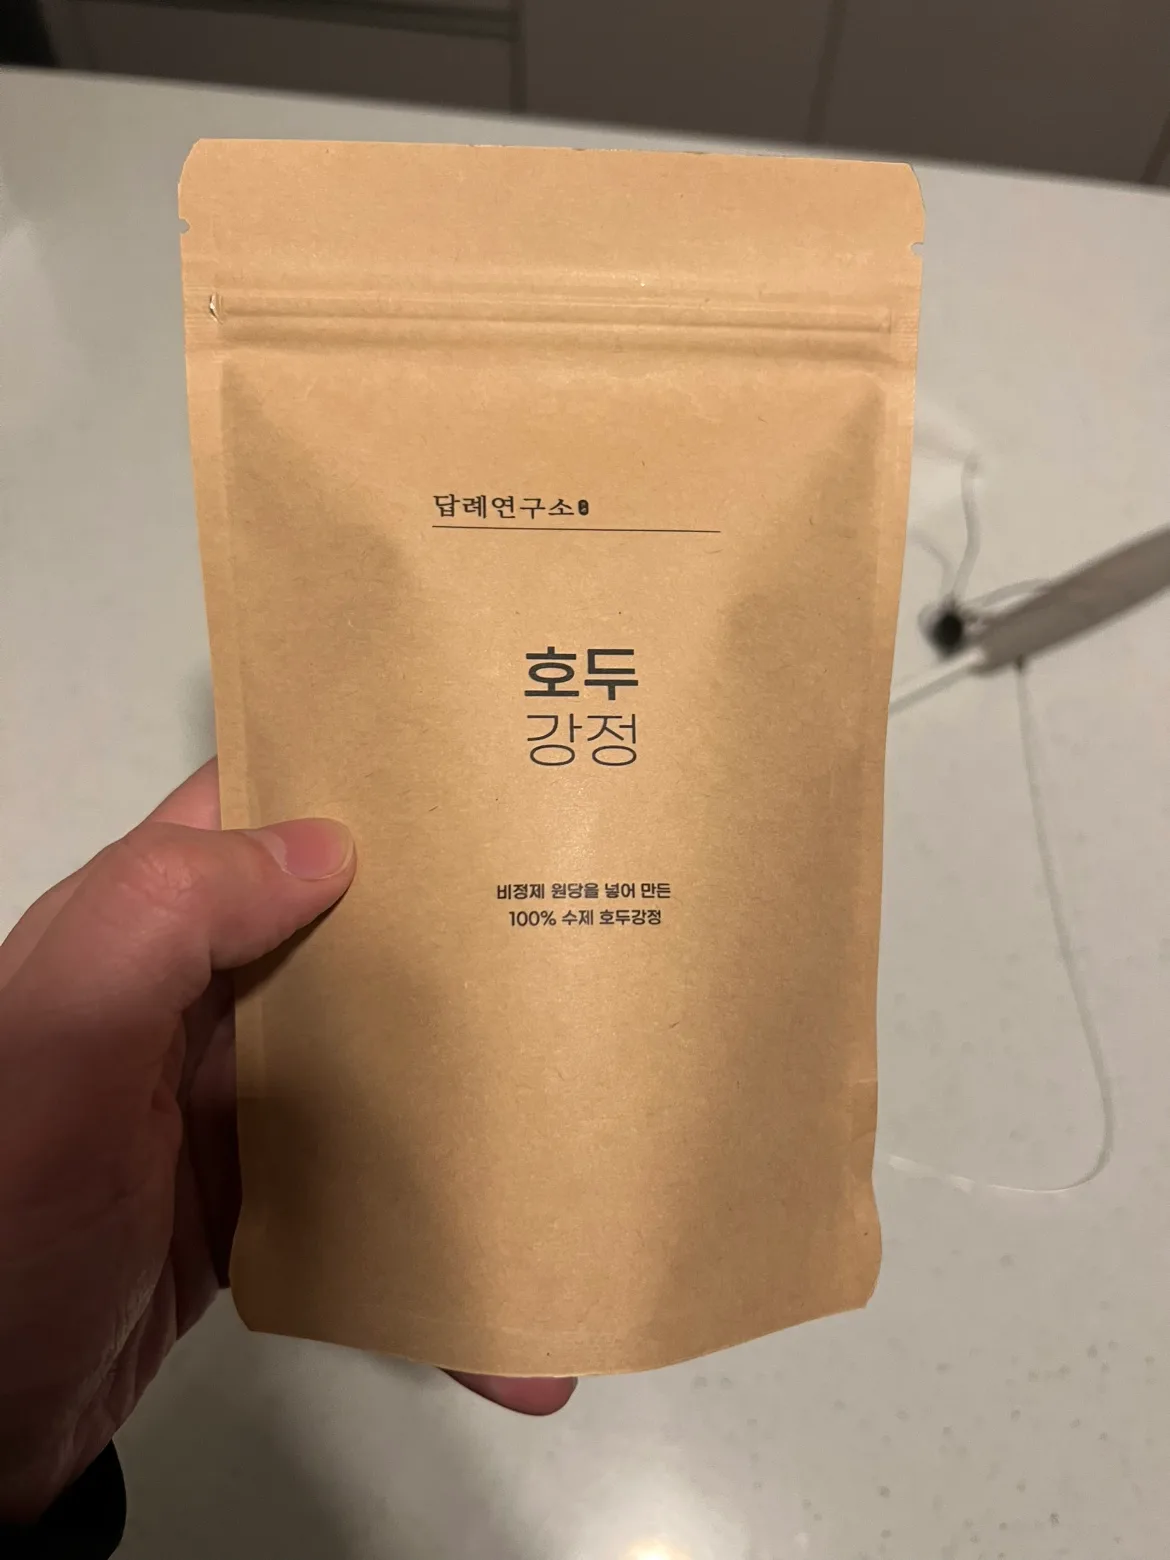 답례연구소
호두
강정
비정제 원당을 넣어 만든
100% 수제 호두강정